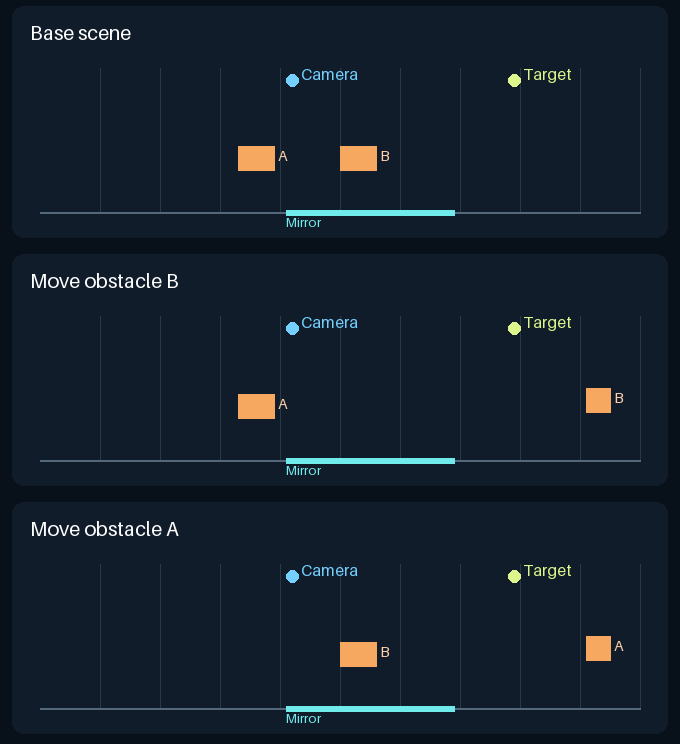 Base scene
Camera
Target
A
B
Mirror
Move obstacle B
Camera
Target
B
A
Mirror
Move obstacle A
Camera
Target
A
B
Mirror